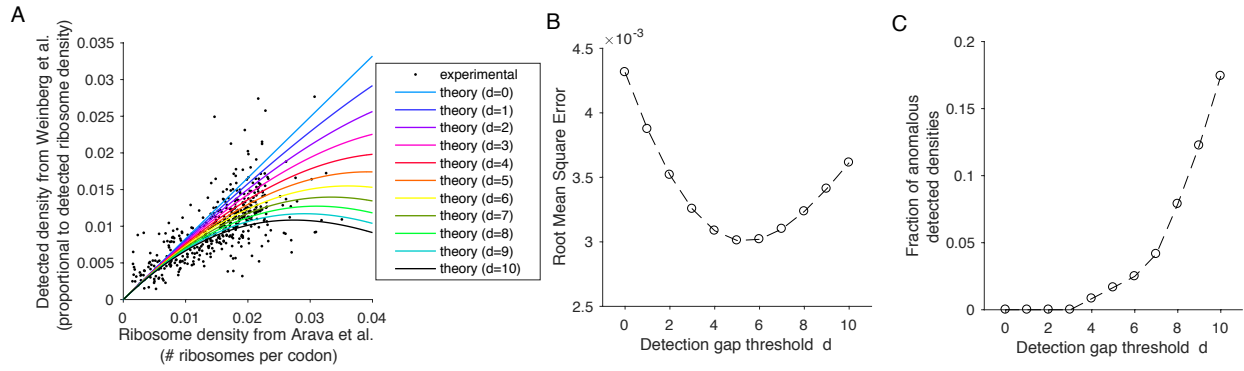 A
Detected density from Weinberg et al.
(proportional to detected ribosome density)
0.035
0.03
0.025
0.02
0.015
0.01
0.005
0
0
0.01
0.02
0.03
0.04
Ribosome density from Arava et al.
(# ribosomes per codon)
experimental
theory (d=0)
theory (d=1)
theory (d=2)
theory (d=3)
theory (d=4)
theory (d=5)
theory (d=6)
theory (d=7)
theory (d=8)
theory (d=9)
theory (d=10)
B
×10⁻³
Root Mean Square Error
4.5
4
3.5
3
2.5
0
2
4
6
8
10
Detection gap threshold d
C
Fraction of anomalous
detected densities
0.2
0.15
0.1
0.05
0
0
2
4
6
8
10
Detection gap threshold d